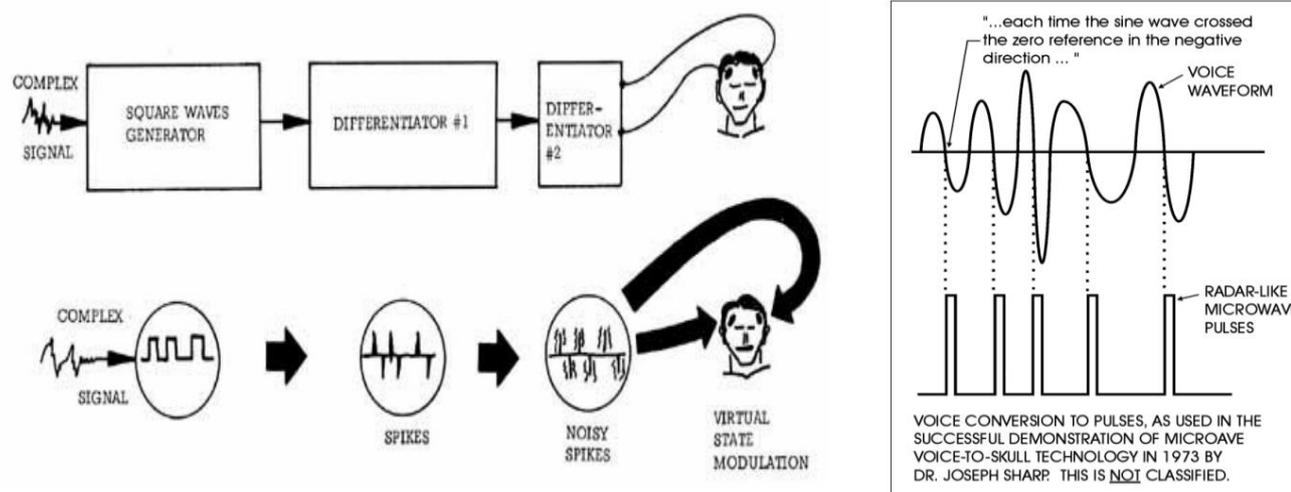 COMPLEX
SIGNAL
SQUARE WAVES
GENERATOR
DIFFERENTIATOR #1
DIFFER-
ENTIATOR
#2
COMPLEX
SIGNAL
SPIKES
NOISY
SPIKES
VIRTUAL
STATE
MODULATION
"...each time the sine wave crossed
the zero reference in the negative
direction ... "
VOICE
WAVEFORM
RADAR-LIKE
MICROWAVE
PULSES
VOICE CONVERSION TO PULSES, AS USED IN THE
SUCCESSFUL DEMONSTRATION OF MICROAVE
VOICE-TO-SKULL TECHNOLOGY IN 1973 BY
DR. JOSEPH SHARP. THIS IS NOT CLASSIFIED.